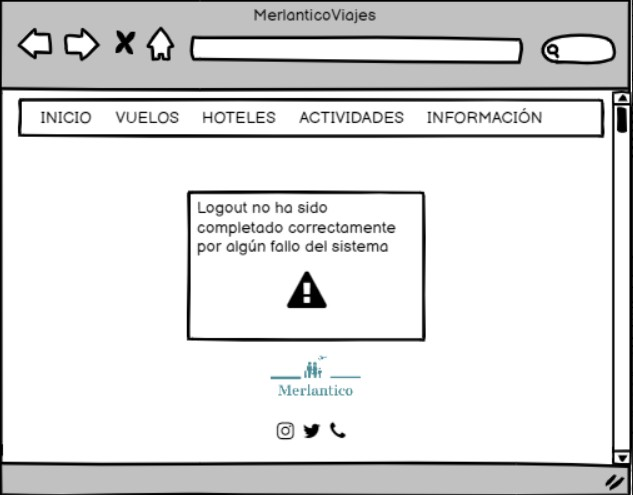 MerlanticoViajes
INICIO VUELOS HOTELES ACTIVIDADES INFORMACIÓN
Logout no ha sido
completado correctamente
por algún fallo del sistema
Merlantico